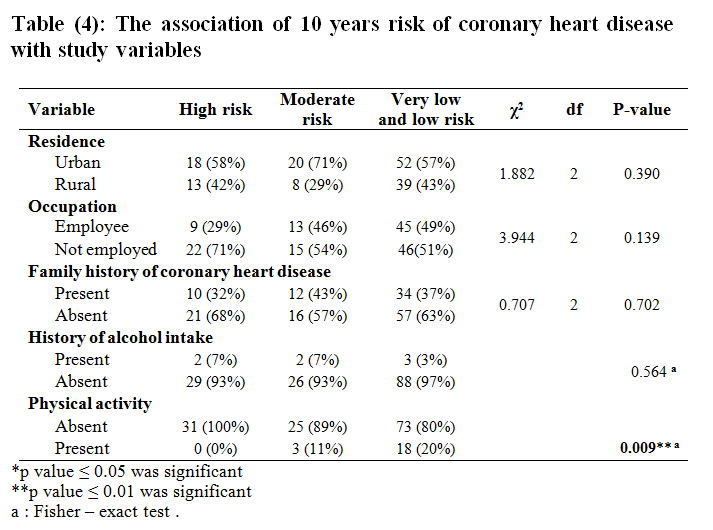 Table (4): The association of 10 years risk of coronary heart disease
with study variables
Variable High risk Moderate risk Very low and low risk χ² df P-value
Residence
Urban 18 (58%) 20 (71%) 52 (57%) 1.882 2 0.390
Rural 13 (42%) 8 (29%) 39 (43%)
Occupation
Employee 9 (29%) 13 (46%) 45 (49%) 3.944 2 0.139
Not employed 22 (71%) 15 (54%) 46(51%)
Family history of coronary heart disease
Present 10 (32%) 12 (43%) 34 (37%) 0.707 2 0.702
Absent 21 (68%) 16 (57%) 57 (63%)
History of alcohol intake
Present 2 (7%) 2 (7%) 3 (3%) 0.564 a
Absent 29 (93%) 26 (93%) 88 (97%)
Physical activity
Absent 31 (100%) 25 (89%) 73 (80%)
Present 0 (0%) 3 (11%) 18 (20%) 0.009** a
*p value ≤ 0.05 was significant
**p value ≤ 0.01 was significant
a : Fisher – exact test .